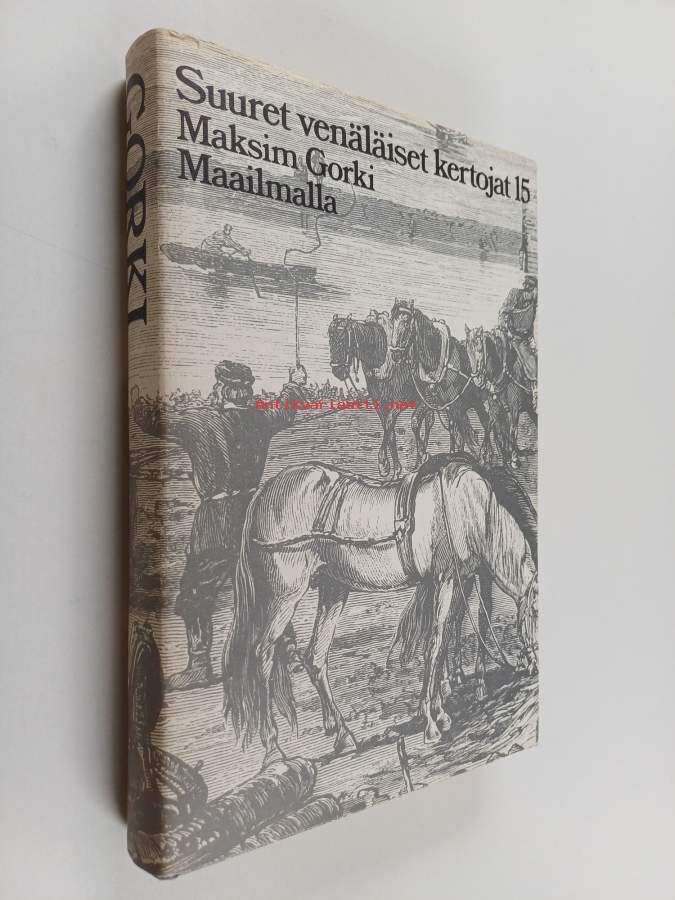 Suuret venäläiset kertojat 15
Maksim Gorki
Maailmalla
GORKI
Antikvariaatti.net